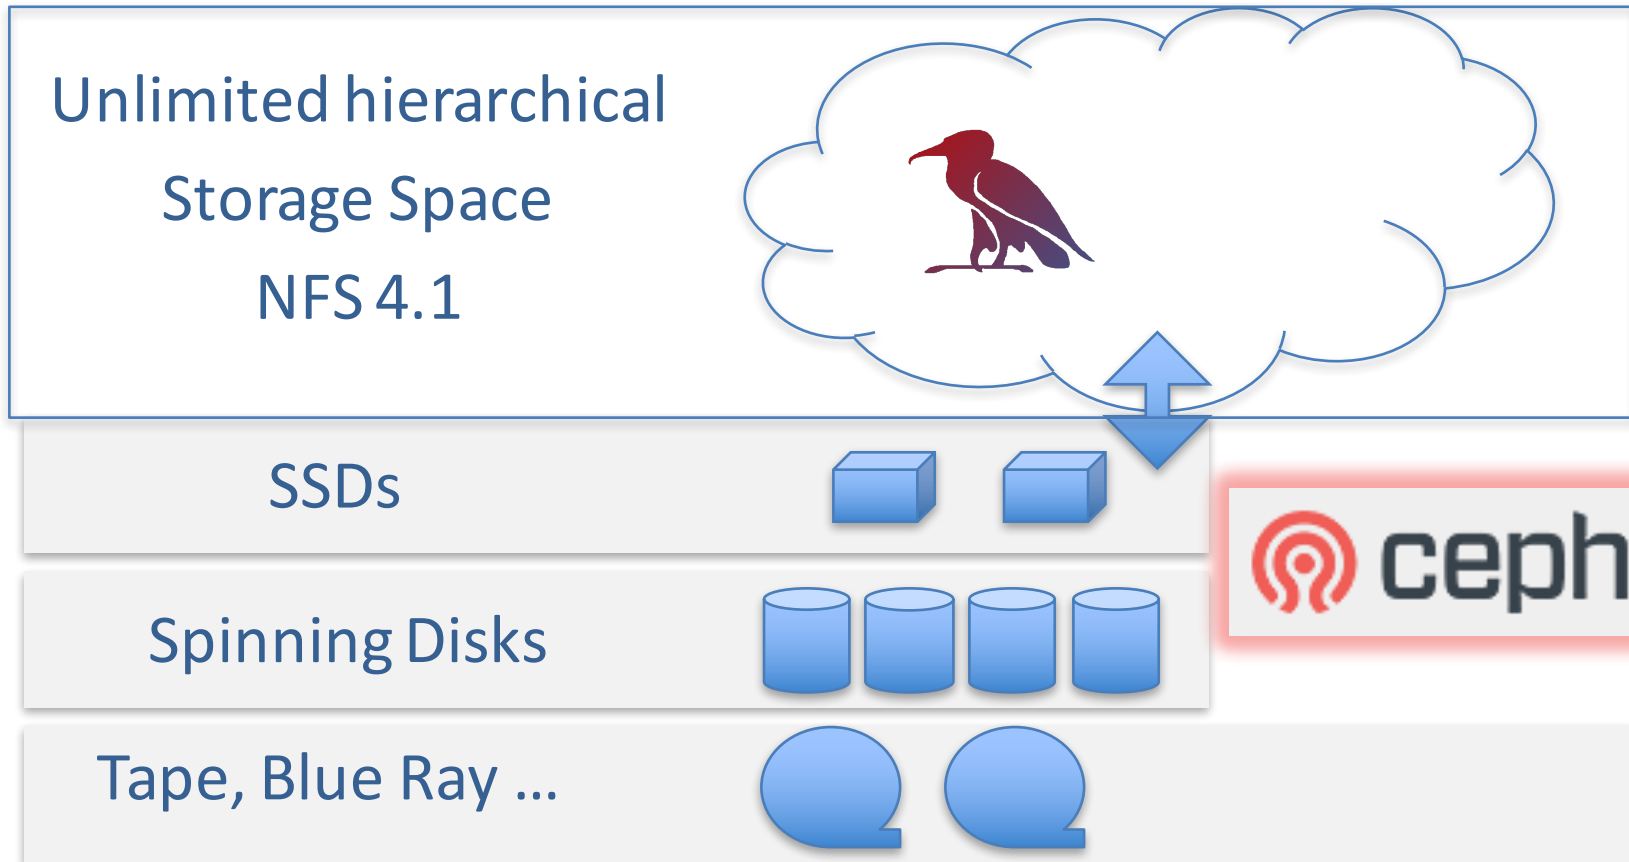 Unlimited hierarchical
Storage Space
NFS 4.1
SSDs
ceph
Spinning Disks
Tape, Blue Ray ...